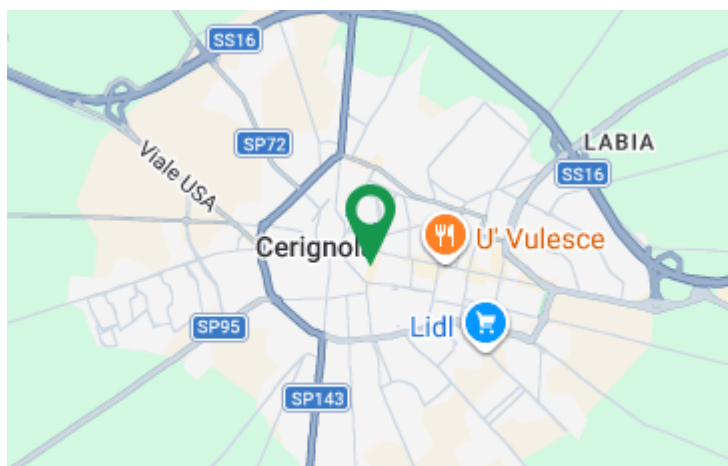 SS16
SP72
LABIA
Viale USA
SS16
Cerignol
U' Vulesce
SP95
Lidl
SP143